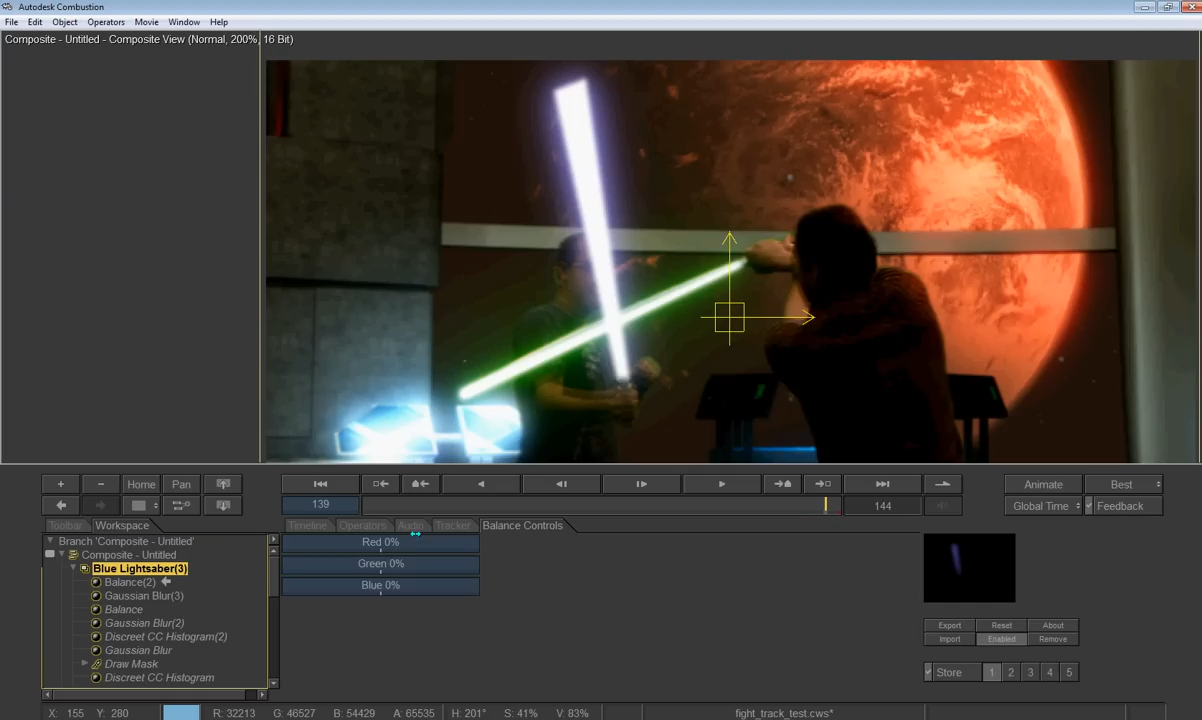 Autodesk Combustion
File Edit Object Operators Movie Window Help
Composite - Untitled - Composite View (Normal, 200%, 16 Bit)
+ - Home Pan
Animate Best
139 144 Global Time Feedback
Toolbar Workspace Timeline Operators Audio Tracker Balance Controls
Branch 'Composite - Untitled'
Composite - Untitled
Blue Lightsaber(3)
Balance(2)
Gaussian Blur(3)
Balance
Gaussian Blur(2)
Discreet CC Histogram(2)
Gaussian Blur
Draw Mask
Discreet CC Histogram
Red 0%
Green 0%
Blue 0%
Export Reset About
Import Enabled Remove
Store 1 2 3 4 5
X: 155 Y: 280 R: 32213 G: 46527 B: 54429 A: 65535 H: 201° S: 41% V: 83% fight_track_test.cws*